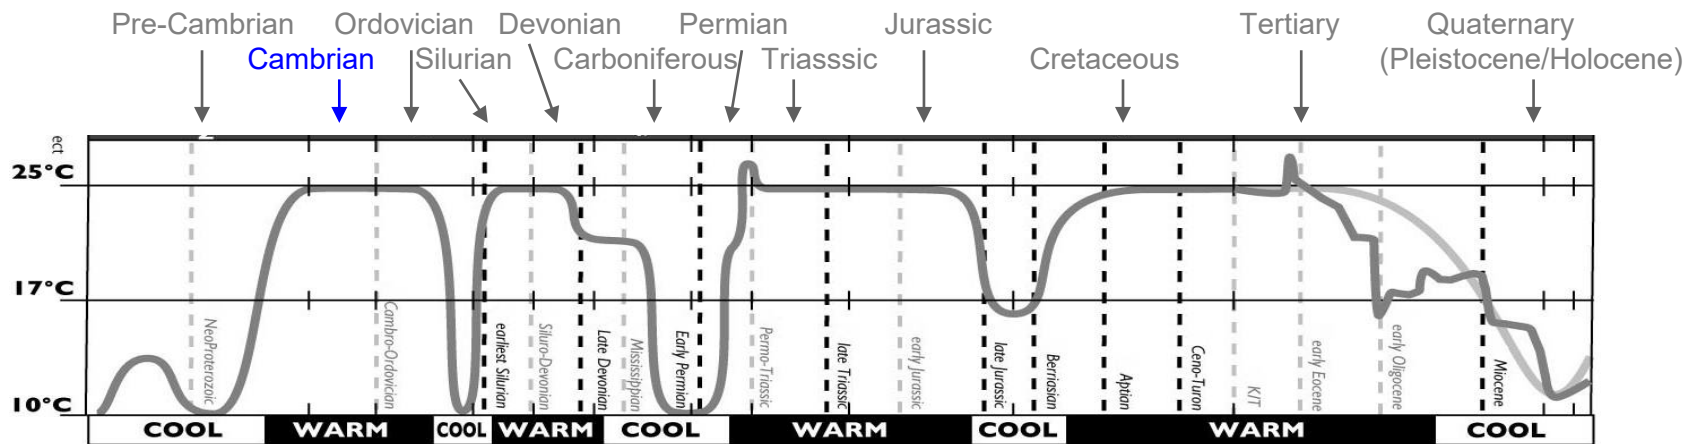 Pre-Cambrian Ordovician Devonian Permian Jurassic Tertiary Quaternary
Cambrian Silurian Carboniferous Triasssic Cretaceous (Pleistocene/Holocene)
ect
25°C
17°C
10°C
NeoProterozoic
Cambro-Ordovician
earliest Silurian
Siluro-Devonian
Late Devonian
Mississippian
Early Permian
Permo-Triassic
late Triassic
early Jurassic
late Jurassic
Berriasian
Aptian
Ceno-Turon
K/T
early Eocene
early Oligocene
Miocene
COOL WARM COOL WARM COOL WARM COOL WARM COOL